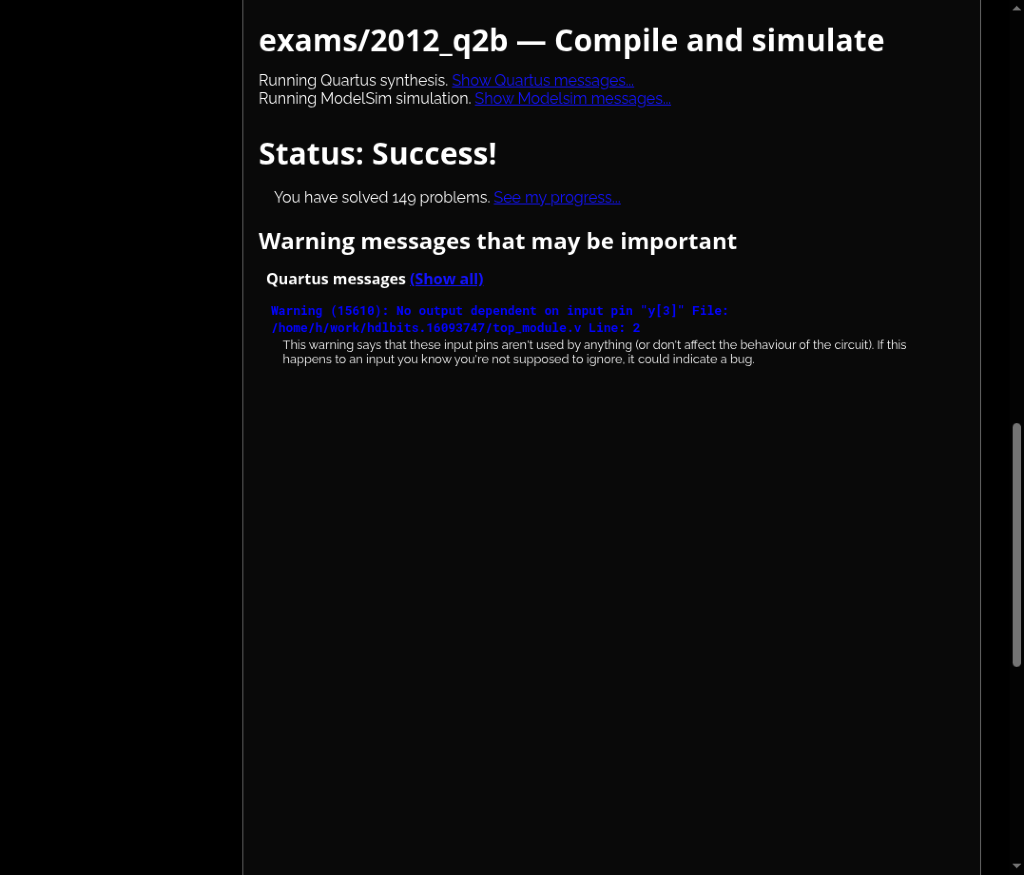 exams/2012_q2b — Compile and simulate
Running Quartus synthesis. Show Quartus messages...
Running ModelSim simulation. Show Modelsim messages...
Status: Success!
You have solved 149 problems. See my progress...
Warning messages that may be important
Quartus messages (Show all)
Warning (15610): No output dependent on input pin "y[3]" File:
/home/h/work/hdlbits.16093747/top_module.v Line: 2
This warning says that these input pins aren't used by anything (or don't affect the behaviour of the circuit). If this
happens to an input you know you're not supposed to ignore, it could indicate a bug.